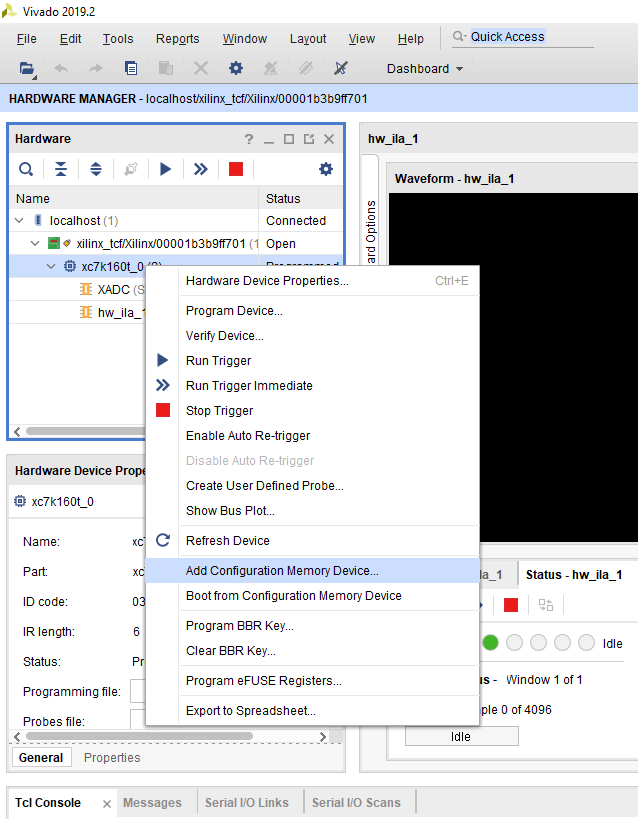 Vivado 2019.2
File Edit Tools Reports Window Layout View Help Quick Access
Dashboard
HARDWARE MANAGER - localhost/xilinx_tcf/Xilinx/00001b3b9ff701
Hardware
Name Status
localhost (1) Connected
xilinx_tcf/Xilinx/00001b3b9ff701 (1 Open
xc7k160t_0
XADC
hw_ila_1
Hardware Device Properties... Ctrl+E
Program Device...
Verify Device...
Run Trigger
Run Trigger Immediate
Stop Trigger
Enable Auto Re-trigger
Disable Auto Re-trigger
Create User Defined Probe...
Show Bus Plot...
Refresh Device
Add Configuration Memory Device...
Boot from Configuration Memory Device
Program BBR Key...
Clear BBR Key...
Program eFUSE Registers...
Export to Spreadsheet...
Hardware Device Prope
xc7k160t_0
Name: xc
Part: xc
ID code: 03
IR length: 6
Status: Pr
Programming file:
Probes file:
General Properties
hw_ila_1
Waveform - hw_ila_1
ard Options
la_1 Status - hw_ila_1
Idle
us - Window 1 of 1
ple 0 of 4096
Idle
Tcl Console Messages Serial I/O Links Serial I/O Scans